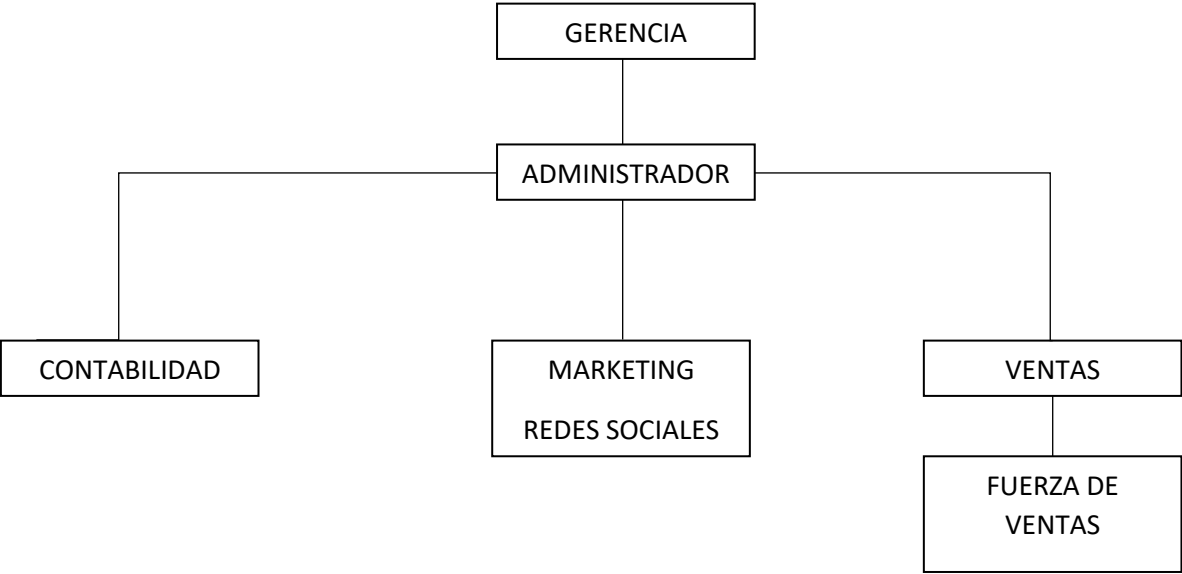 GERENCIA
ADMINISTRADOR
CONTABILIDAD
MARKETING
REDES SOCIALES
VENTAS
FUERZA DE
VENTAS